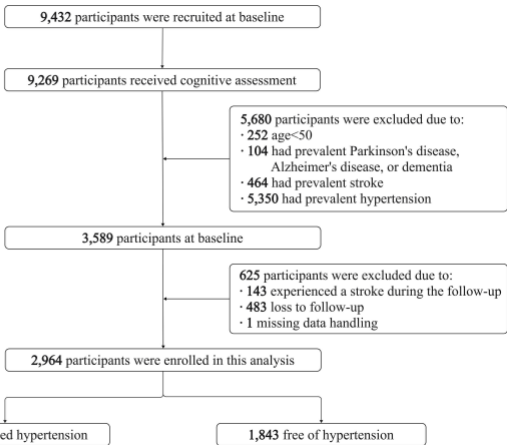 9,432 participants were recruited at baseline
9,269 participants received cognitive assessment
5,680 participants were excluded due to:
· 252 age<50
· 104 had prevalent Parkinson's disease,
Alzheimer's disease, or dementia
· 464 had prevalent stroke
· 5,350 had prevalent hypertension
3,589 participants at baseline
625 participants were excluded due to:
· 143 experienced a stroke during the follow-up
· 483 loss to follow-up
· 1 missing data handling
2,964 participants were enrolled in this analysis
ed hypertension
1,843 free of hypertension